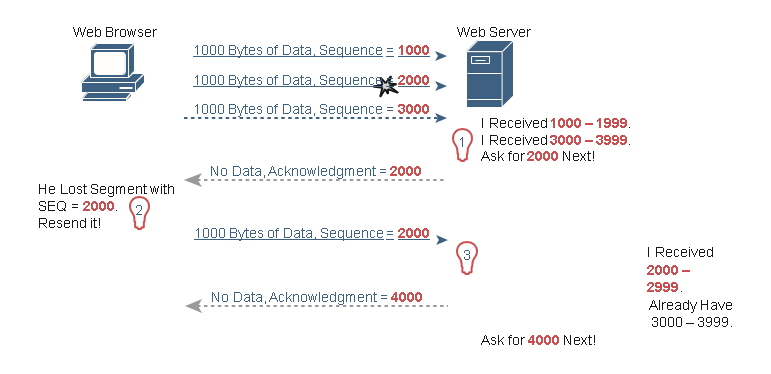 Web Browser
Web Server
1000 Bytes of Data, Sequence = 1000
1000 Bytes of Data, Sequence = 2000
1000 Bytes of Data, Sequence = 3000
I Received 1000 – 1999.
I Received 3000 – 3999.
Ask for 2000 Next!
1
No Data, Acknowledgment = 2000
He Lost Segment with
SEQ = 2000.
Resend it!
2
1000 Bytes of Data, Sequence = 2000
3
I Received
2000 –
2999.
Already Have
3000 – 3999.
No Data, Acknowledgment = 4000
Ask for 4000 Next!